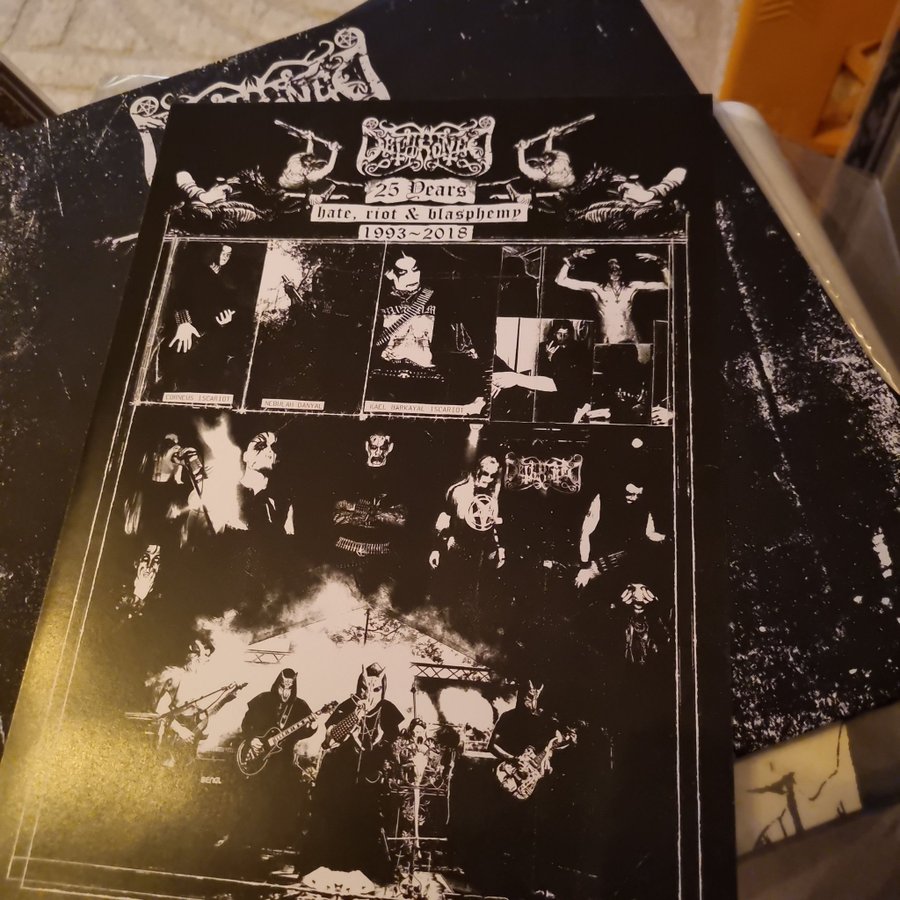 25 Years
hate, riot & blasphemy
1993~2018
CORNEUS ISCARIOT
NEBULAH DANYAL
KAEL BARKAYAL ISCARIOT